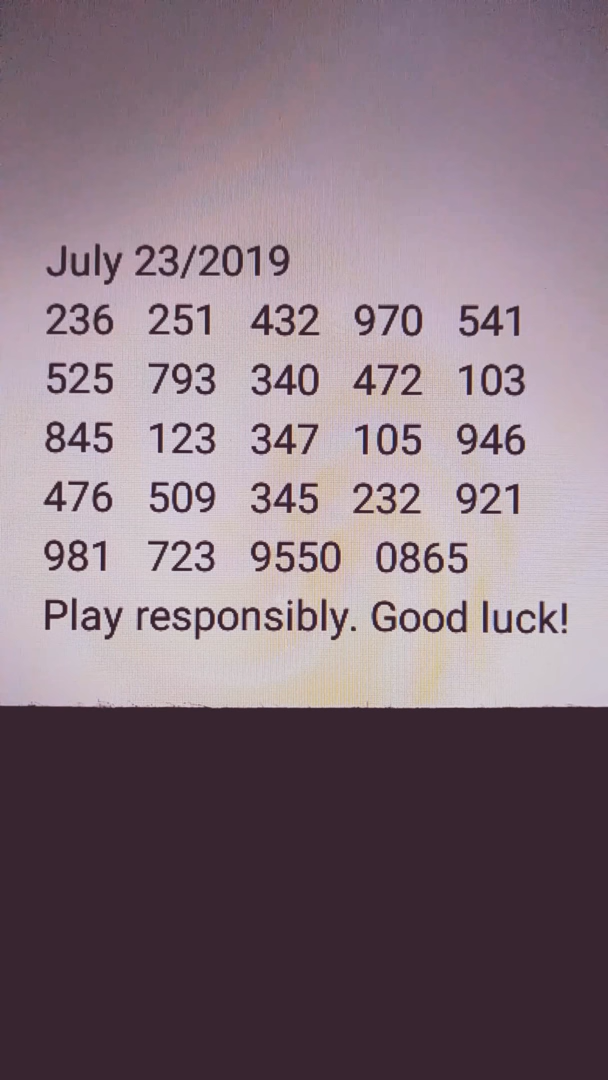 July 23/2019
236 251 432 970 541
525 793 340 472 103
845 123 347 105 946
476 509 345 232 921
981 723 9550 0865
Play responsibly. Good luck!